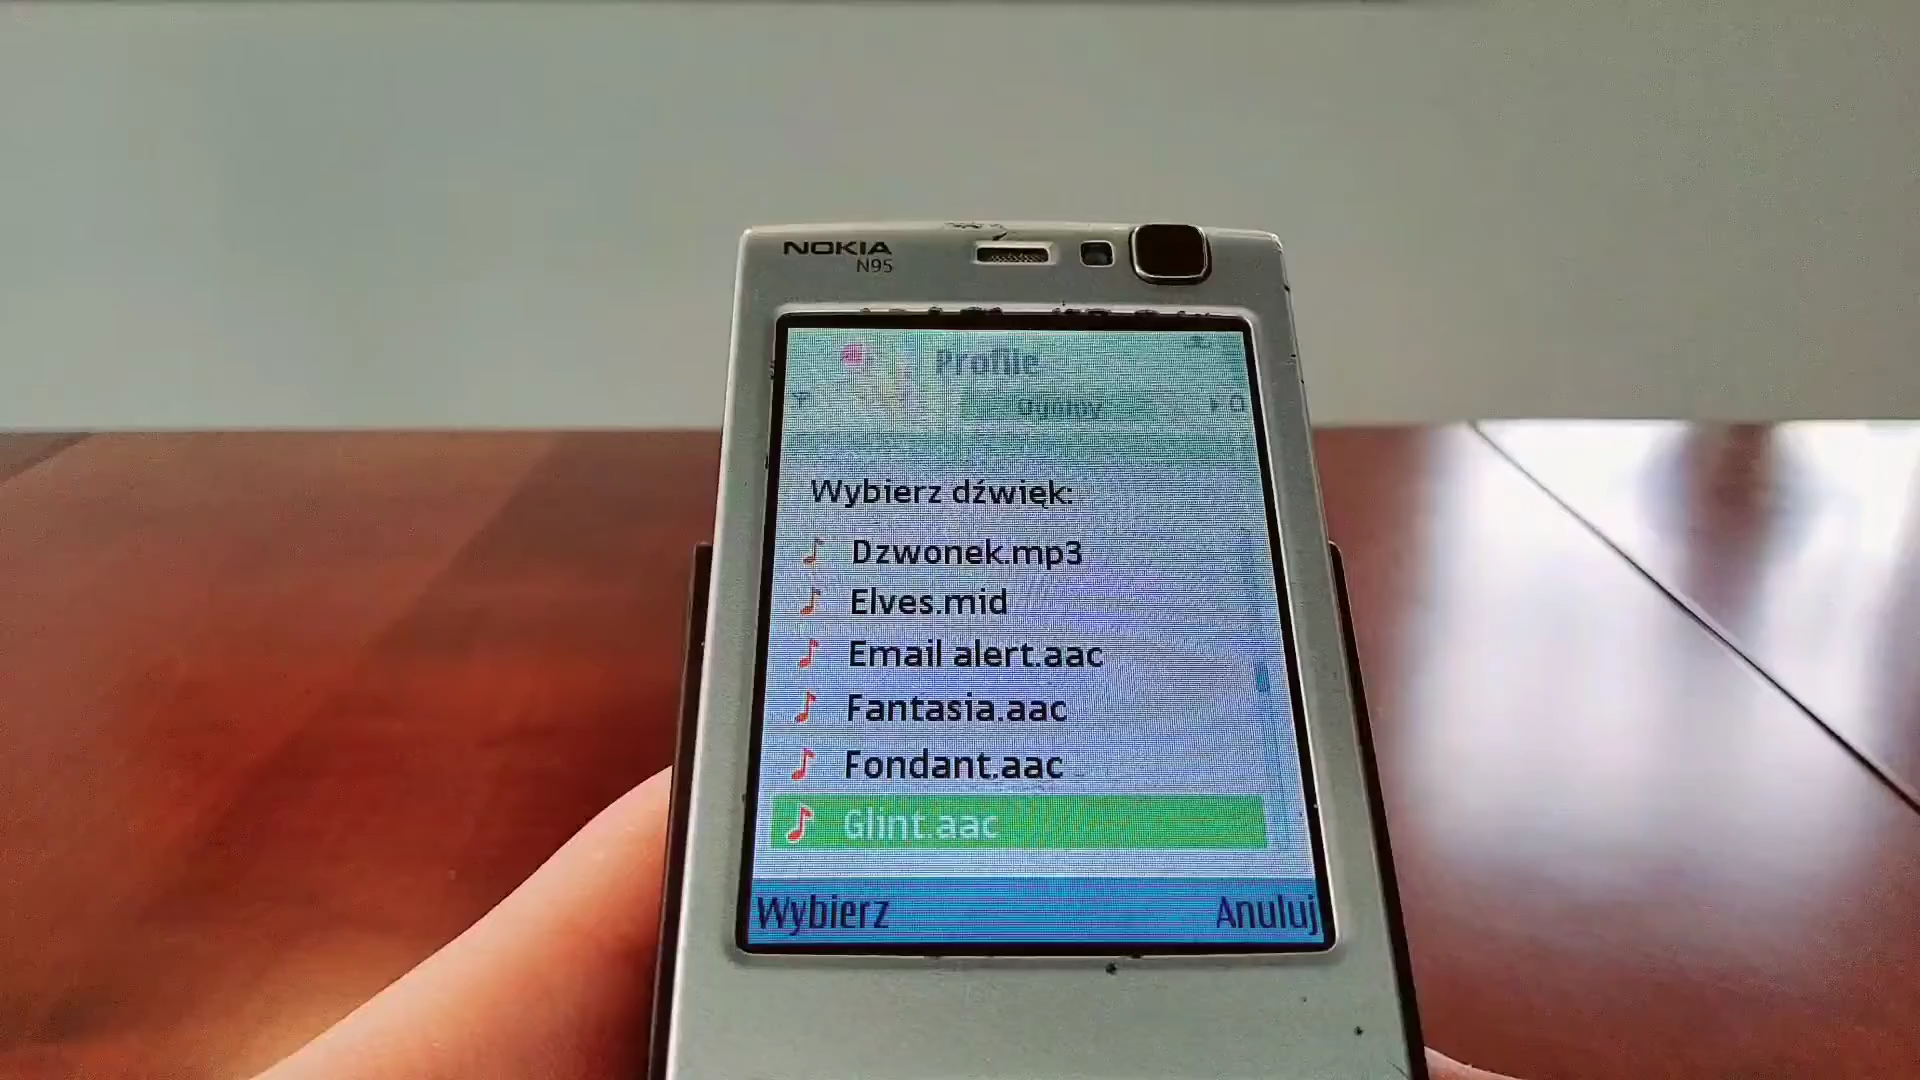 NOKIA
N95
Profile
Ogólny
Wybierz dźwięk:
Dzwonek.mp3
Elves.mid
Email alert.aac
Fantasia.aac
Fondant.aac
Glint.aac
Wybierz Anuluj